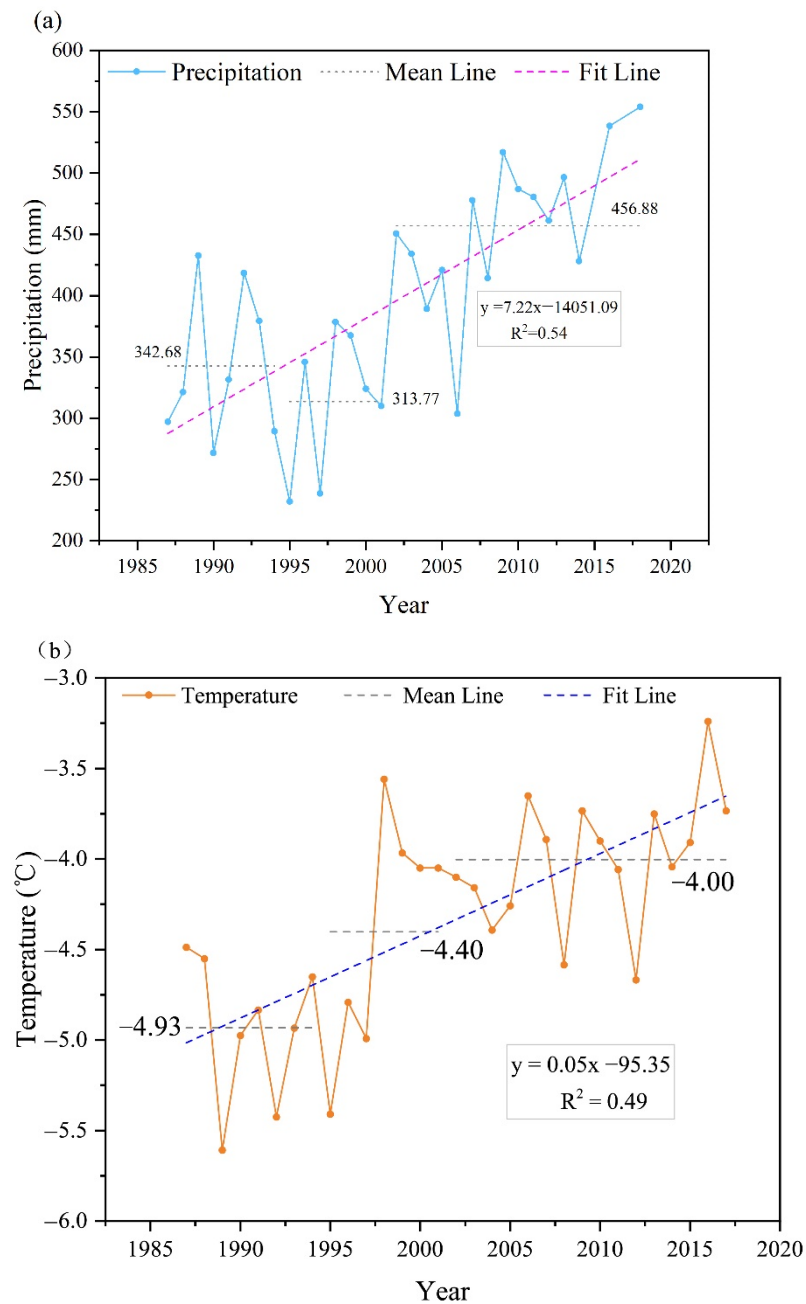 (a)
Precipitation Mean Line Fit Line
600
550
500
450
400
350
300
250
200
Precipitation (mm)
342.68
313.77
456.88
y =7.22x−14051.09
R²=0.54
1985 1990 1995 2000 2005 2010 2015 2020
Year
(b)
Temperature Mean Line Fit Line
−3.0
−3.5
−4.0
−4.5
−5.0
−5.5
−6.0
Temperature (℃)
−4.93
−4.40
−4.00
y = 0.05x −95.35
R² = 0.49
1985 1990 1995 2000 2005 2010 2015 2020
Year